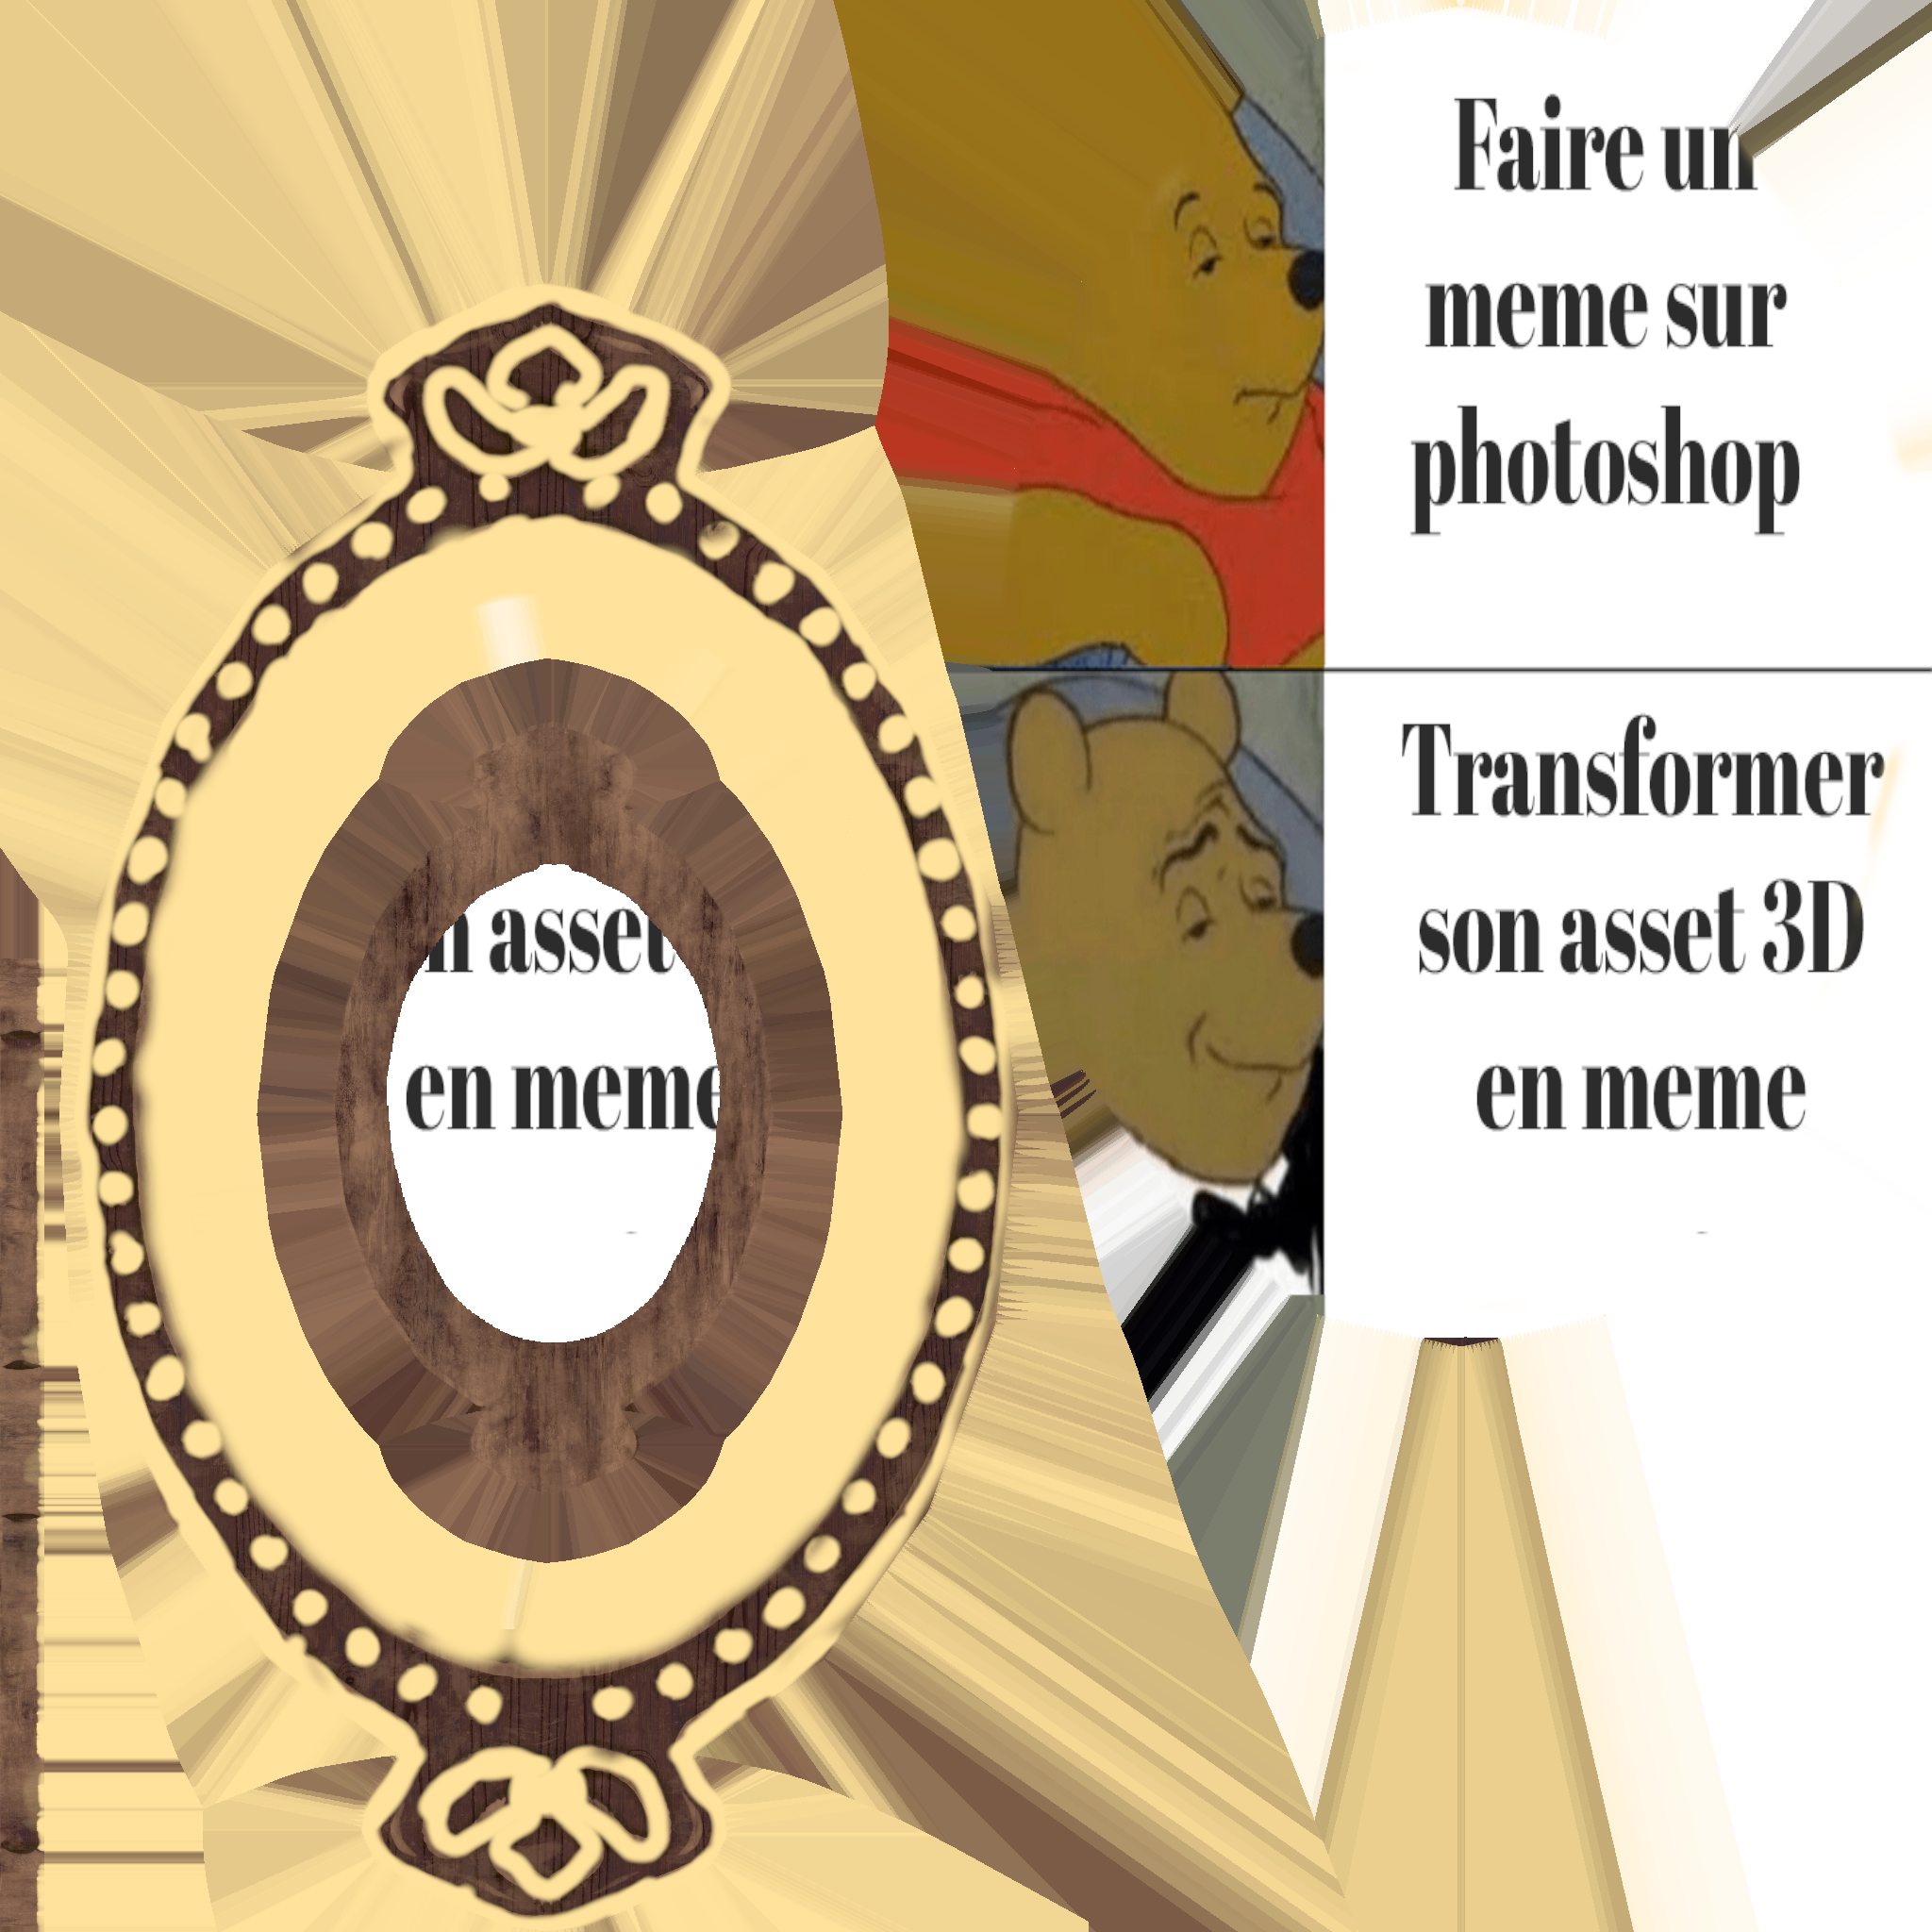 Faire un
meme sur
photoshop
Transformer
son asset 3D
en meme
n asset
en meme